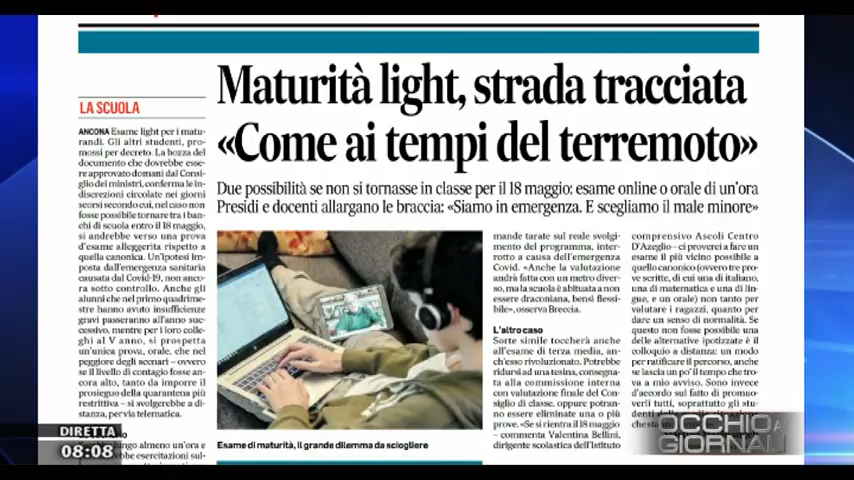 Maturità light, strada tracciata
«Come ai tempi del terremoto»
Due possibilità se non si tornasse in classe per il 18 maggio: esame online o orale di un'ora
Presidi e docenti allargano le braccia: «Siamo in emergenza. E scegliamo il male minore»
LA SCUOLA
ANCONA Esame light per i matu-
randi. Gli altri studenti, pro-
mossi per decreto. La bozza del
documento che dovrebbe esse-
re approvato domani dal Consi-
glio dei ministri, conferma le in-
discrezioni circolate nei giorni
scorsi secondo cui, nel caso non
fosse possibile tornare tra i ban-
chi di scuola entro il 18 maggio,
si andrebbe verso una prova
d'esame alleggerita rispetto a
quella canonica. Un'ipotesi im-
posta dall'emergenza sanitaria
causata dal Covid-19, non anco-
ra sotto controllo. Anche gli
alunni che nel primo quadrime-
stre hanno avuto insufficienze
gravi passeranno all'anno suc-
cessivo, mentre per i loro colle-
ghi al V anno, si prospetta
un'unica prova, orale, che nel
peggiore degli scenari – ovvero
se il livello di contagio fosse an-
cora alto, tanto da imporre il
prosieguo della quarantena più
restrittiva – si svolgerebbe a di-
stanza, per via telematica.
Esame di maturità, il grande dilemma da sciogliere
mande tarate sul reale svolgi-
mento del programma, inter-
rotto a causa dell'emergenza
Covid. «Anche la valutazione
andrà fatta con un metro diver-
so, ma la scuola è abituata a non
essere draconiana, bensì flessi-
bile», osserva Breccia.
L'altro caso
Sorte simile toccherà anche
all'esame di terza media, an-
ch'esso rivoluzionato. Potrebbe
ridursi ad una tesina, consegna-
ta alla commissione interna
con valutazione finale del Con-
siglio di classe, oppure potran-
no essere eliminate una o più
prove. «Se si rientra il 18 maggio
– commenta Valentina Bellini,
dirigente scolastica dell'Istituto
comprensivo Ascoli Centro
D'Azeglio – ci proverei a fare un
esame il più vicino possibile a
quello canonico (ovvero tre pro-
ve scritte, di cui una di italiano,
una di matematica e una di lin-
gue, e un orale) non tanto per
valutare i ragazzi, quanto per
dar un senso di normalità. Se
questo non fosse possibile una
delle alternative ipotizzate è il
colloquio a distanza: un modo
per ratificare il percorso, anche
se lascia un po' il tempo che tro-
va a mio avviso. Sono invece
d'accordo sul fatto di promuo-
verli tutti, soprattutto gli stu-
DIRETTA
08:08
OCCHIO AI
GIORNALI